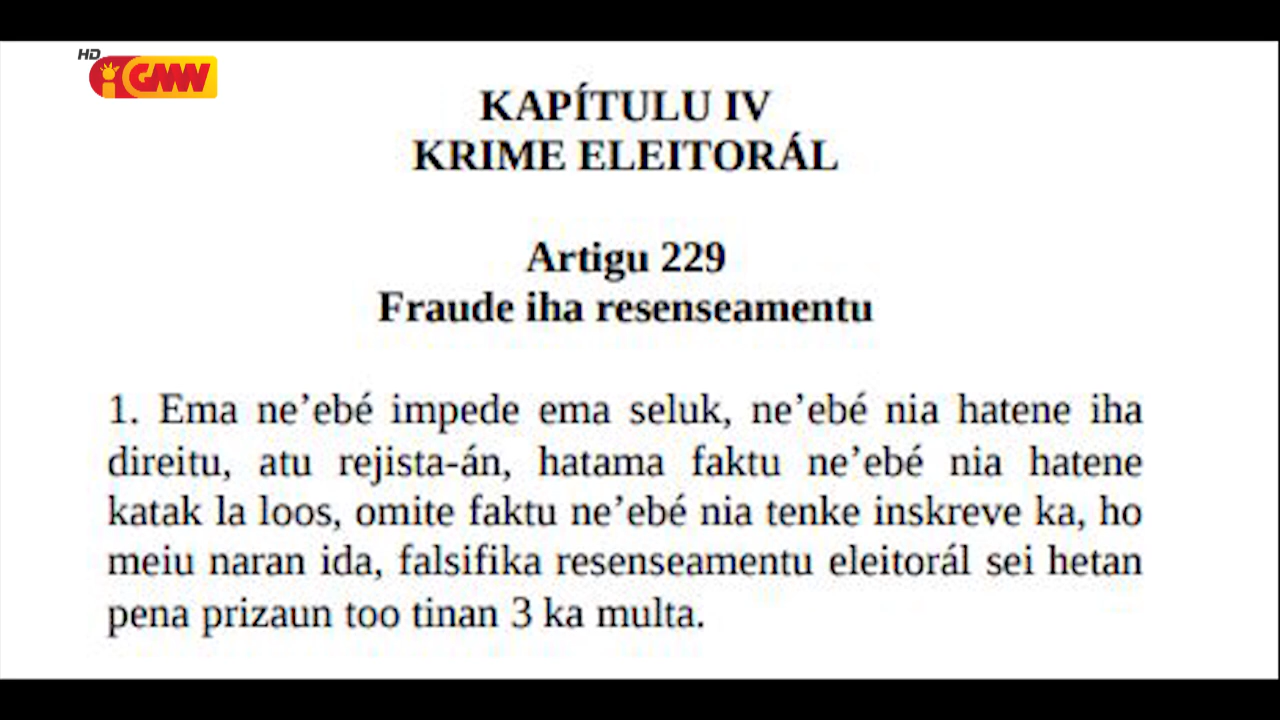 HD
GMN
KAPÍTULU IV
KRIME ELEITORÁL
Artigu 229
Fraude iha resenseamentu
1. Ema ne’ebé impede ema seluk, ne’ebé nia hatene iha
direitu, atu rejista-án, hatama faktu ne’ebé nia hatene
katak la loos, omite faktu ne’ebé nia tenke inskreve ka, ho
meiu naran ida, falsifika resenseamentu eleitorál sei hetan
pena prizaun too tinan 3 ka multa.